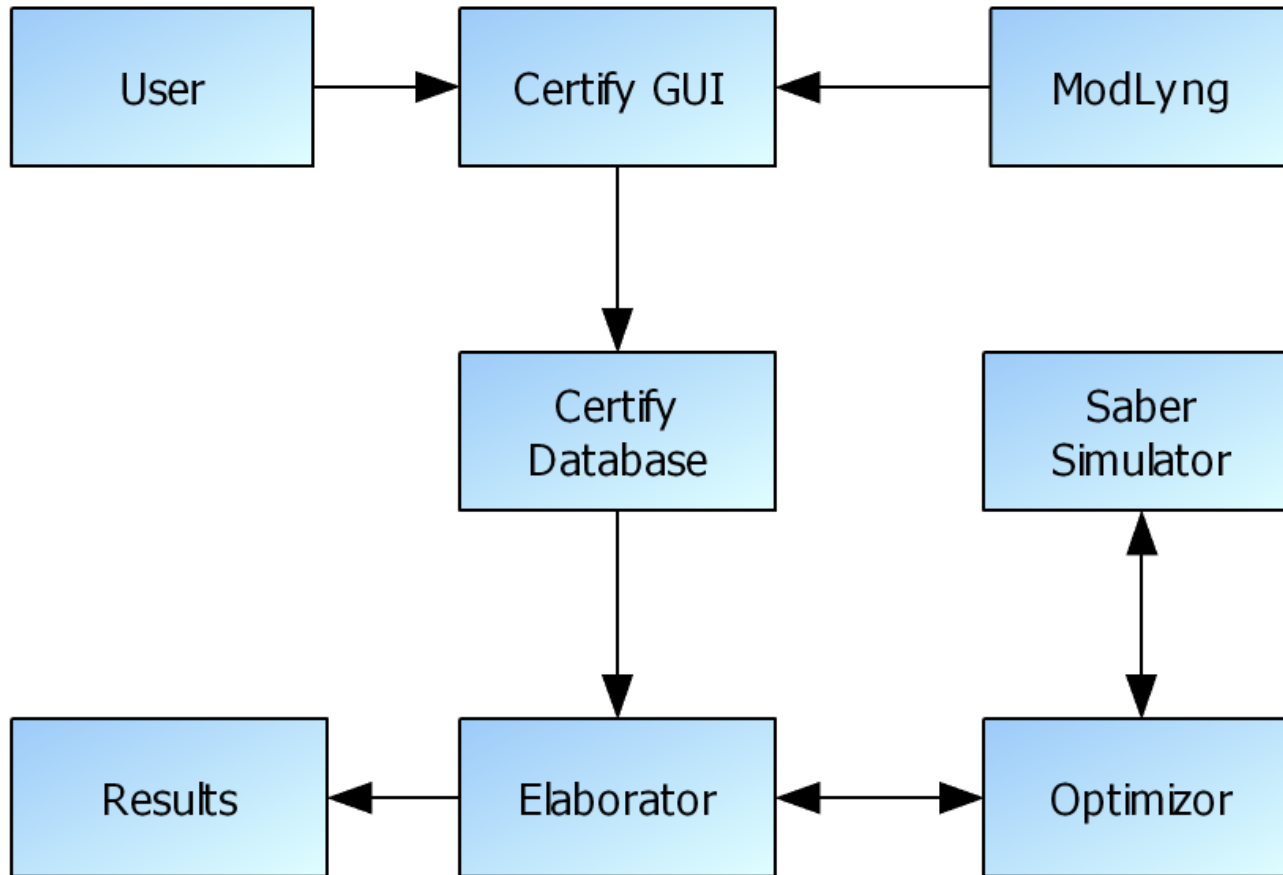 User
Certify GUI
ModLyng
Certify
Database
Saber
Simulator
Results
Elaborator
Optimizor